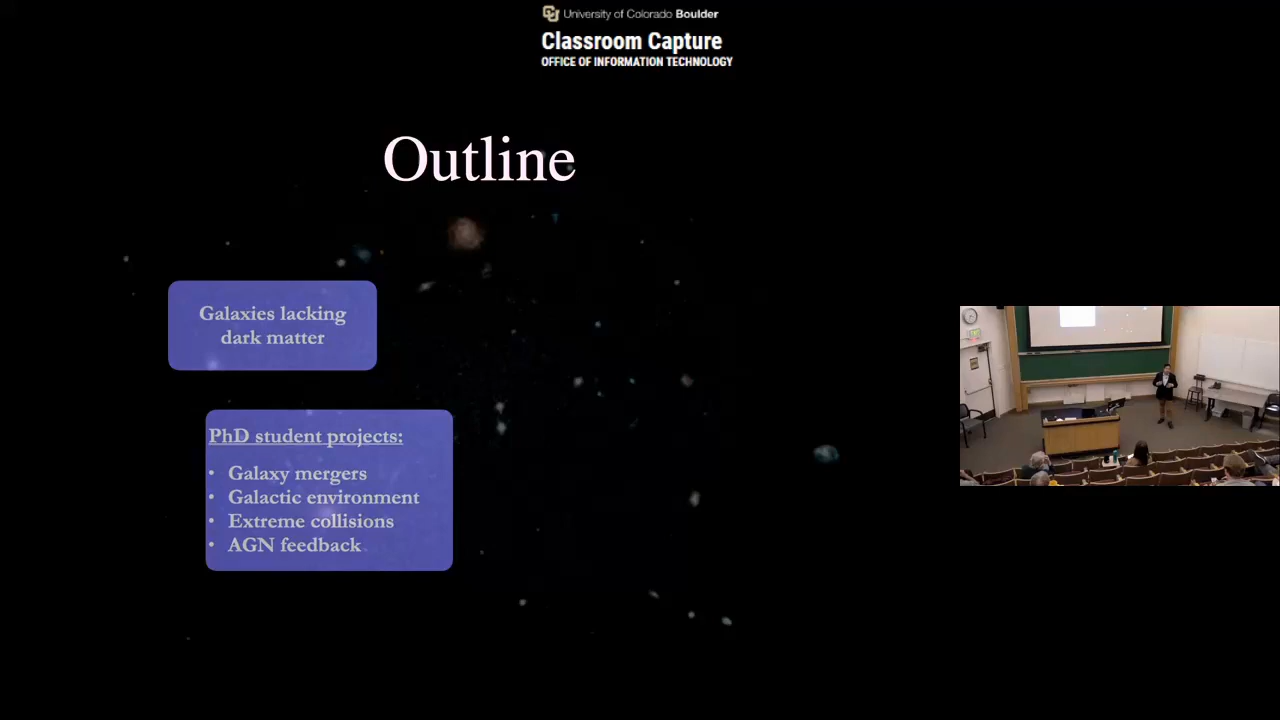 University of Colorado Boulder
Classroom Capture
OFFICE OF INFORMATION TECHNOLOGY
Outline
Galaxies lacking
dark matter
PhD student projects:
• Galaxy mergers
• Galactic environment
• Extreme collisions
• AGN feedback